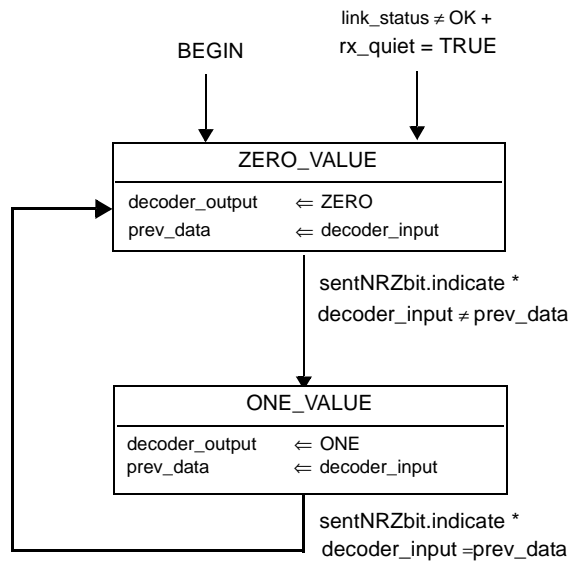 link_status ≠ OK +
BEGIN
rx_quiet = TRUE
ZERO_VALUE
decoder_output ⇐ ZERO
prev_data ⇐ decoder_input
sentNRZbit.indicate *
decoder_input ≠ prev_data
ONE_VALUE
decoder_output ⇐ ONE
prev_data ⇐ decoder_input
sentNRZbit.indicate *
decoder_input =prev_data